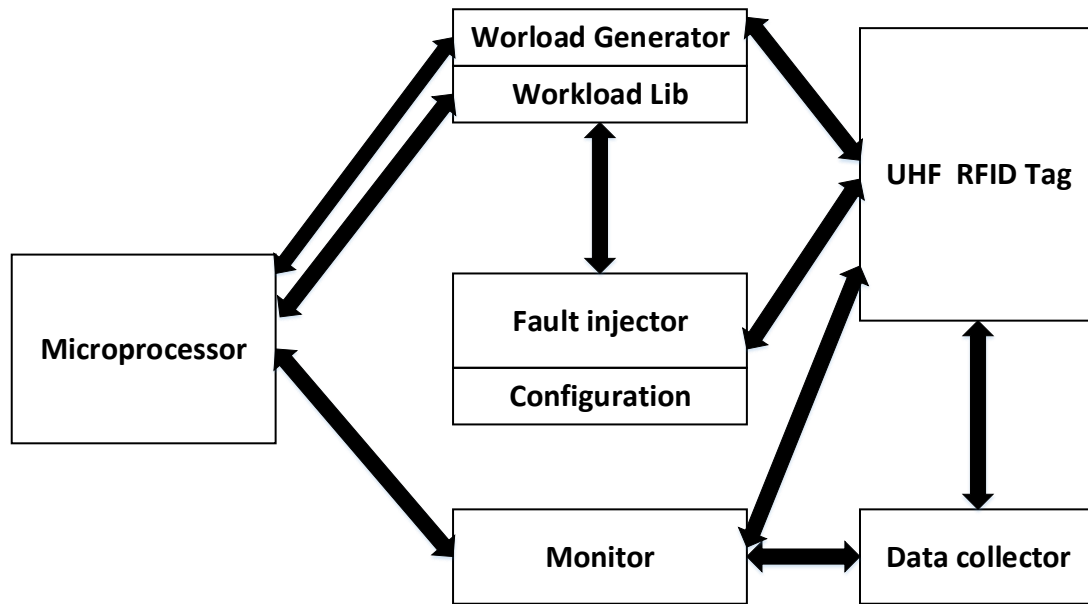 Worload Generator
Workload Lib
UHF RFID Tag
Microprocessor
Fault injector
Configuration
Monitor
Data collector